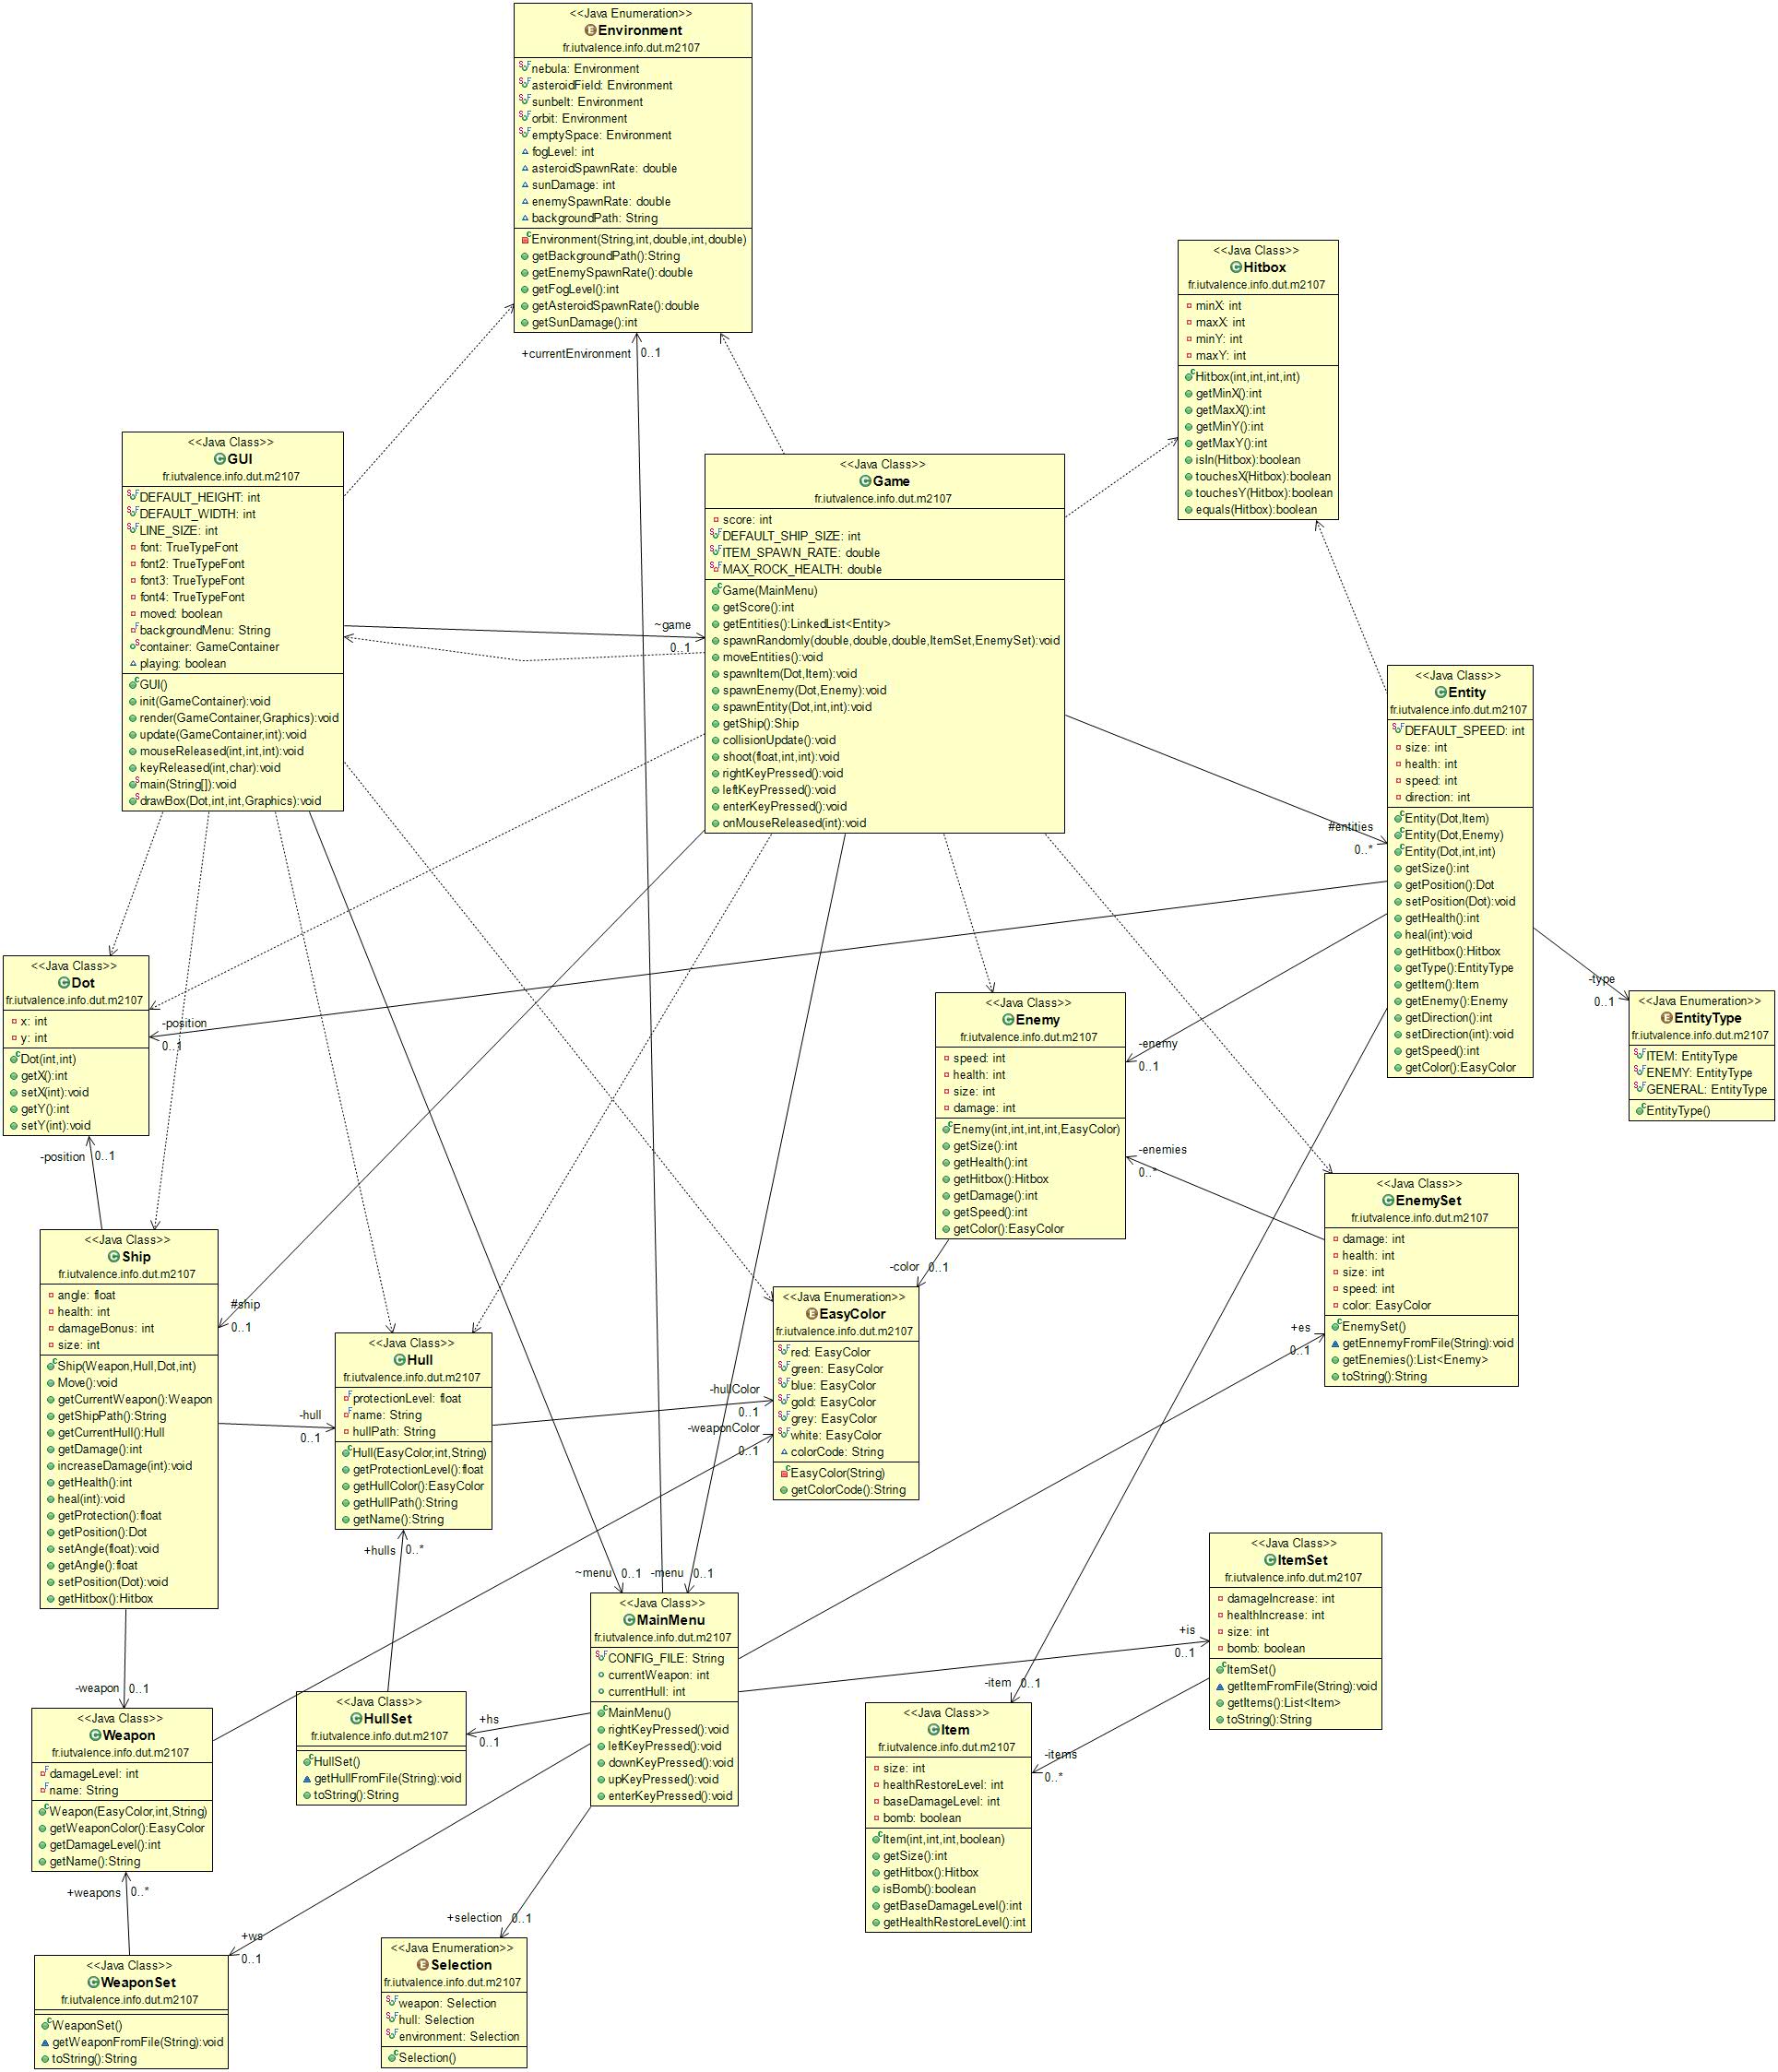 <<Java Enumeration>>
Environment
fr.iutvalence.info.dut.m2107
nebula: Environment
asteroidField: Environment
sunbelt: Environment
orbit: Environment
emptySpace: Environment
fogLevel: int
asteroidSpawnRate: double
sunDamage: int
enemySpawnRate: double
backgroundPath: String
Environment(String,int,double,int,double)
getBackgroundPath():String
getEnemySpawnRate():double
getFogLevel():int
getAsteroidSpawnRate():double
getSunDamage():int
+currentEnvironment 0..1
<<Java Class>>
Hitbox
fr.iutvalence.info.dut.m2107
minX: int
maxX: int
minY: int
maxY: int
Hitbox(int,int,int,int)
getMinX():int
getMaxX():int
getMinY():int
getMaxY():int
isIn(Hitbox):boolean
touchesX(Hitbox):boolean
touchesY(Hitbox):boolean
equals(Hitbox):boolean
<<Java Class>>
GUI
fr.iutvalence.info.dut.m2107
DEFAULT_HEIGHT: int
DEFAULT_WIDTH: int
LINE_SIZE: int
font: TrueTypeFont
font2: TrueTypeFont
font3: TrueTypeFont
font4: TrueTypeFont
moved: boolean
backgroundMenu: String
container: GameContainer
playing: boolean
GUI()
init(GameContainer):void
render(GameContainer,Graphics):void
update(GameContainer,int):void
mouseReleased(int,int,int):void
keyReleased(int,char):void
main(String[]):void
drawBox(Dot,int,int,Graphics):void
~game
0..1
<<Java Class>>
Game
fr.iutvalence.info.dut.m2107
score: int
DEFAULT_SHIP_SIZE: int
ITEM_SPAWN_RATE: double
MAX_ROCK_HEALTH: double
Game(MainMenu)
getScore():int
getEntities():LinkedList<Entity>
spawnRandomly(double,double,double,ItemSet,EnemySet):void
moveEntities():void
spawnItem(Dot,Item):void
spawnEnemy(Dot,Enemy):void
spawnEntity(Dot,int,int):void
getShip():Ship
collisionUpdate():void
shoot(float,int,int):void
rightKeyPressed():void
leftKeyPressed():void
enterKeyPressed():void
onMouseReleased(int):void
#entities
0..*
<<Java Class>>
Entity
fr.iutvalence.info.dut.m2107
DEFAULT_SPEED: int
size: int
health: int
speed: int
direction: int
Entity(Dot,Item)
Entity(Dot,Enemy)
Entity(Dot,int,int)
getSize():int
getPosition():Dot
setPosition(Dot):void
getHealth():int
heal(int):void
getHitbox():Hitbox
getType():EntityType
getItem():Item
getEnemy():Enemy
getDirection():int
setDirection(int):void
getSpeed():int
getColor():EasyColor
-type
0..1
<<Java Enumeration>>
EntityType
fr.iutvalence.info.dut.m2107
ITEM: EntityType
ENEMY: EntityType
GENERAL: EntityType
EntityType()
<<Java Class>>
Dot
fr.iutvalence.info.dut.m2107
x: int
y: int
Dot(int,int)
getX():int
setX(int):void
getY():int
setY(int):void
-position
0..1
-position 0..1
<<Java Class>>
Enemy
fr.iutvalence.info.dut.m2107
speed: int
health: int
size: int
damage: int
Enemy(int,int,int,int,EasyColor)
getSize():int
getHealth():int
getHitbox():Hitbox
getDamage():int
getSpeed():int
getColor():EasyColor
-enemy
0..1
-enemies
0..*
-color 0..1
<<Java Class>>
EnemySet
fr.iutvalence.info.dut.m2107
damage: int
health: int
size: int
speed: int
color: EasyColor
EnemySet()
getEnnemyFromFile(String):void
getEnemies():List<Enemy>
toString():String
+es
0..1
<<Java Class>>
Ship
fr.iutvalence.info.dut.m2107
angle: float
health: int
damageBonus: int
size: int
Ship(Weapon,Hull,Dot,int)
Move():void
getCurrentWeapon():Weapon
getShipPath():String
getCurrentHull():Hull
getDamage():int
increaseDamage(int):void
getHealth():int
heal(int):void
getProtection():float
getPosition():Dot
setAngle(float):void
getAngle():float
setPosition(Dot):void
getHitbox():Hitbox
#ship
0..1
-hull
0..1
<<Java Class>>
Hull
fr.iutvalence.info.dut.m2107
protectionLevel: float
name: String
hullPath: String
Hull(EasyColor,int,String)
getProtectionLevel():float
getHullColor():EasyColor
getHullPath():String
getName():String
+hulls 0..*
<<Java Enumeration>>
EasyColor
fr.iutvalence.info.dut.m2107
red: EasyColor
green: EasyColor
blue: EasyColor
gold: EasyColor
grey: EasyColor
white: EasyColor
colorCode: String
EasyColor(String)
getColorCode():String
-hullColor
0..1
-weaponColor
0..1
~menu 0..1
-menu 0..1
<<Java Class>>
MainMenu
fr.iutvalence.info.dut.m2107
CONFIG_FILE: String
currentWeapon: int
currentHull: int
MainMenu()
rightKeyPressed():void
leftKeyPressed():void
downKeyPressed():void
upKeyPressed():void
enterKeyPressed():void
<<Java Class>>
ItemSet
fr.iutvalence.info.dut.m2107
damageIncrease: int
healthIncrease: int
size: int
bomb: boolean
ItemSet()
getItemFromFile(String):void
getItems():List<Item>
toString():String
+is
0..1
-item 0..1
-items
0..*
<<Java Class>>
Item
fr.iutvalence.info.dut.m2107
size: int
healthRestoreLevel: int
baseDamageLevel: int
bomb: boolean
Item(int,int,int,boolean)
getSize():int
getHitbox():Hitbox
isBomb():boolean
getBaseDamageLevel():int
getHealthRestoreLevel():int
-weapon 0..1
<<Java Class>>
Weapon
fr.iutvalence.info.dut.m2107
damageLevel: int
name: String
Weapon(EasyColor,int,String)
getWeaponColor():EasyColor
getDamageLevel():int
getName():String
+weapons 0..*
<<Java Class>>
HullSet
fr.iutvalence.info.dut.m2107
HullSet()
getHullFromFile(String):void
toString():String
+hs
0..1
+ws
0..1
+selection 0..1
<<Java Class>>
WeaponSet
fr.iutvalence.info.dut.m2107
WeaponSet()
getWeaponFromFile(String):void
toString():String
<<Java Enumeration>>
Selection
fr.iutvalence.info.dut.m2107
weapon: Selection
hull: Selection
environment: Selection
Selection()